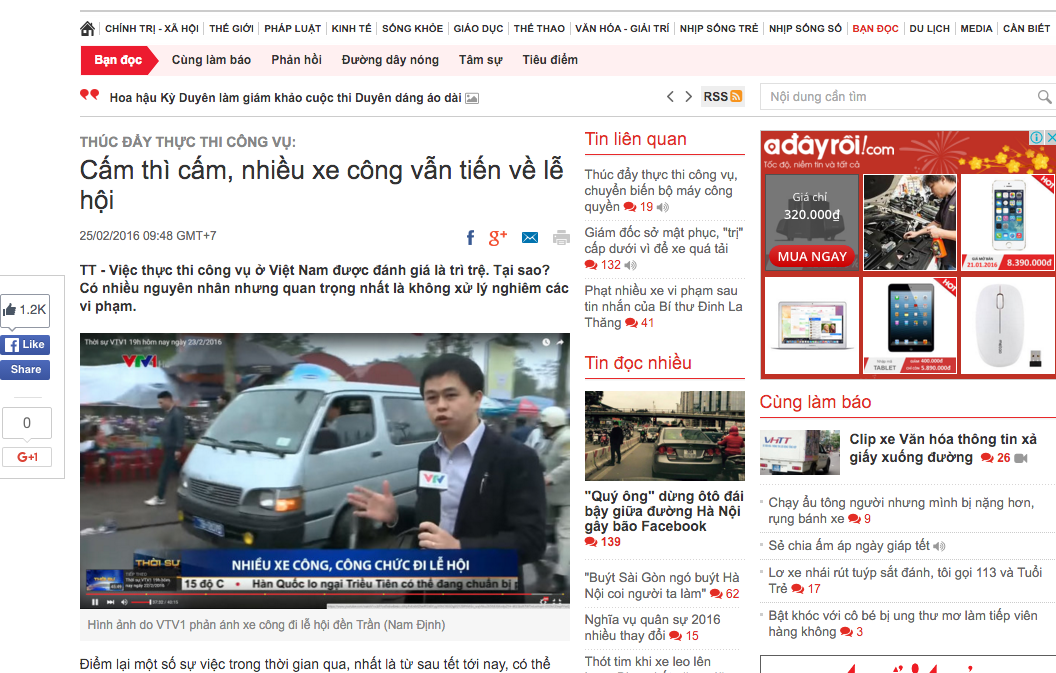 CHÍNH TRỊ - XÃ HỘI THẾ GIỚI PHÁP LUẬT KINH TẾ SỐNG KHỎE GIÁO DỤC THỂ THAO VĂN HÓA - GIẢI TRÍ NHỊP SỐNG TRẺ NHỊP SỐNG SỐ BẠN ĐỌC DU LỊCH MEDIA CẦN BIẾT
Bạn đọc Cùng làm báo Phản hồi Đường dây nóng Tâm sự Tiêu điểm
Hoa hậu Kỳ Duyên làm giám khảo cuộc thi Duyên dáng áo dài
RSS
Nội dung cần tìm
THÚC ĐẨY THỰC THI CÔNG VỤ:
Cấm thì cấm, nhiều xe công vẫn tiến về lễ
hội
25/02/2016 09:48 GMT+7
TT - Việc thực thi công vụ ở Việt Nam được đánh giá là trì trệ. Tại sao?
Có nhiều nguyên nhân nhưng quan trọng nhất là không xử lý nghiêm các
vi phạm.
1.2K
Like
Share
0
G+1
Thời sự VTV1 19h hôm nay ngày 23/2/2016
VTV1
VTV
THỜI SỰ
NHIỀU XE CÔNG, CÔNG CHỨC ĐI LỄ HỘI
15 độ C • Hàn Quốc lo ngại Triều Tiên có thể đang chuẩn bị p
Hình ảnh do VTV1 phản ánh xe công đi lễ hội đền Trần (Nam Định)
Điểm lại một số sự việc trong thời gian qua, nhất là từ sau tết tới nay, có thể
Tin liên quan
Thúc đẩy thực thi công vụ,
chuyển biến bộ máy công
quyền 19
Giám đốc sở mật phục, "trị"
cấp dưới vì để xe quá tải
132
Phạt nhiều xe vi phạm sau
tin nhắn của Bí thư Đinh La
Thăng 41
Tin đọc nhiều
"Quý ông" dừng ôtô đái
bậy giữa đường Hà Nội
gây bão Facebook
139
"Buýt Sài Gòn ngó buýt Hà
Nội coi người ta làm" 62
Nghĩa vụ quân sự 2016
nhiều thay đổi 15
Thót tim khi xe leo lên
adâyrồi!.com
Tốc độ, niềm tin và tất cả
Giá chỉ
320.000₫
MUA NGAY
HOT
21.01.2016 8.390.000₫
HOT
TABLET
Cùng làm báo
VHTT
Clip xe Văn hóa thông tin xả
giấy xuống đường 26
Chạy ẩu tông người nhưng mình bị nặng hơn,
rụng bánh xe 9
Sẻ chia ấm áp ngày giáp tết
Lơ xe nhái rút tuýp sắt đánh, tôi gọi 113 và Tuổi
Trẻ 17
Bật khóc với cô bé bị ung thư mơ làm tiếp viên
hàng không 3